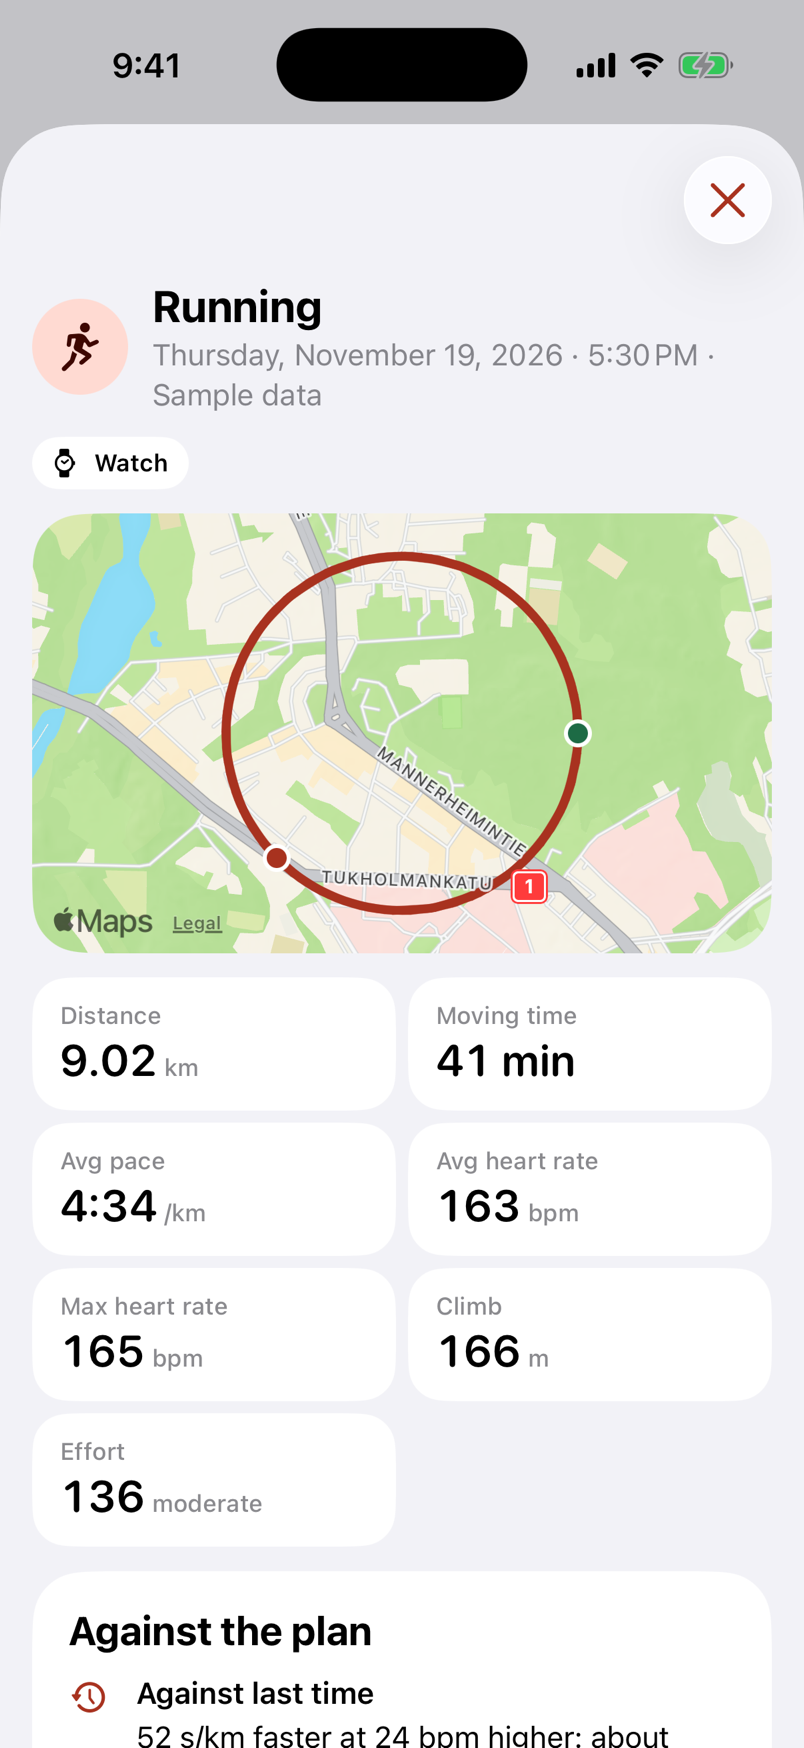 9:41
Running
Thursday, November 19, 2026 · 5:30 PM ·
Sample data
Watch
MANNERHEIMINTIE
TUKHOLMANKATU
1
Maps Legal
Distance
9.02 km
Moving time
41 min
Avg pace
4:34 /km
Avg heart rate
163 bpm
Max heart rate
165 bpm
Climb
166 m
Effort
136 moderate
Against the plan
Against last time
52 s/km faster at 24 bpm higher: about